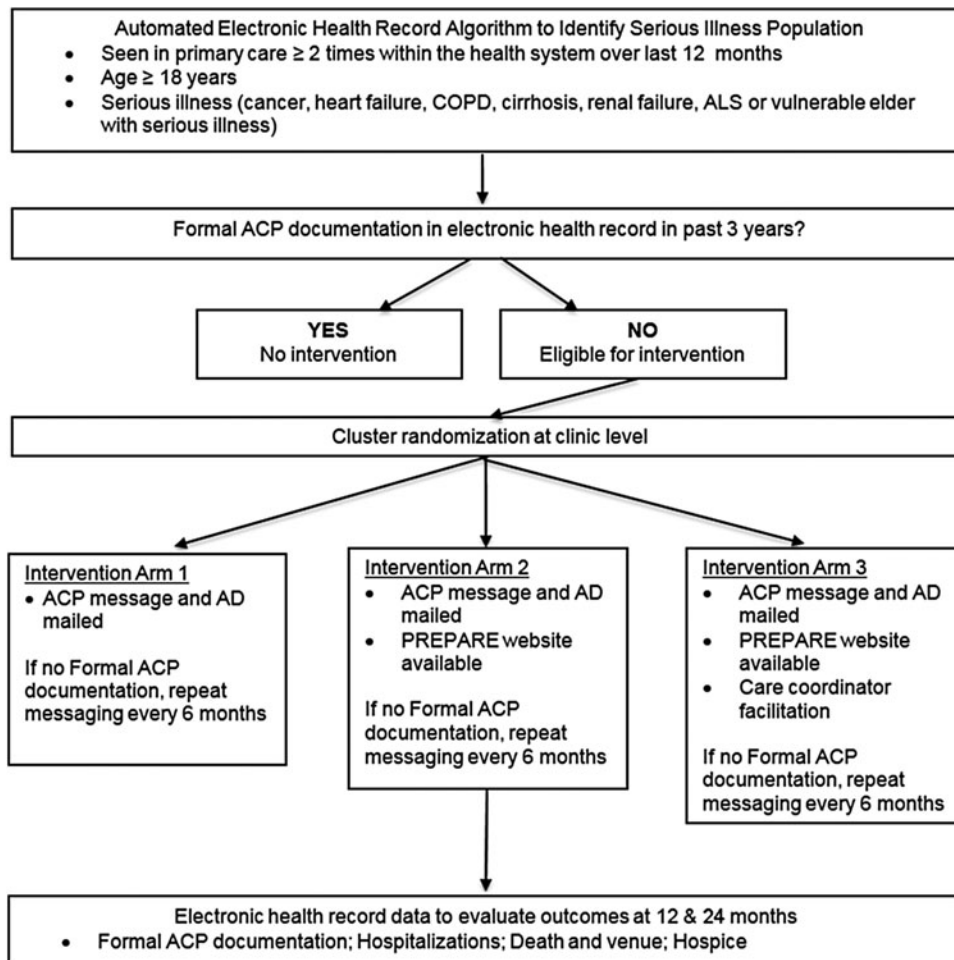 Automated Electronic Health Record Algorithm to Identify Serious Illness Population
• Seen in primary care ≥ 2 times within the health system over last 12 months
• Age ≥ 18 years
• Serious illness (cancer, heart failure, COPD, cirrhosis, renal failure, ALS or vulnerable elder
with serious illness)
Formal ACP documentation in electronic health record in past 3 years?
YES
No intervention
NO
Eligible for intervention
Cluster randomization at clinic level
Intervention Arm 1
• ACP message and AD
mailed
If no Formal ACP
documentation, repeat
messaging every 6 months
Intervention Arm 2
• ACP message and AD
mailed
• PREPARE website
available
If no Formal ACP
documentation, repeat
messaging every 6 months
Intervention Arm 3
• ACP message and AD
mailed
• PREPARE website
available
• Care coordinator
facilitation
If no Formal ACP
documentation, repeat
messaging every 6 months
Electronic health record data to evaluate outcomes at 12 & 24 months
• Formal ACP documentation; Hospitalizations; Death and venue; Hospice